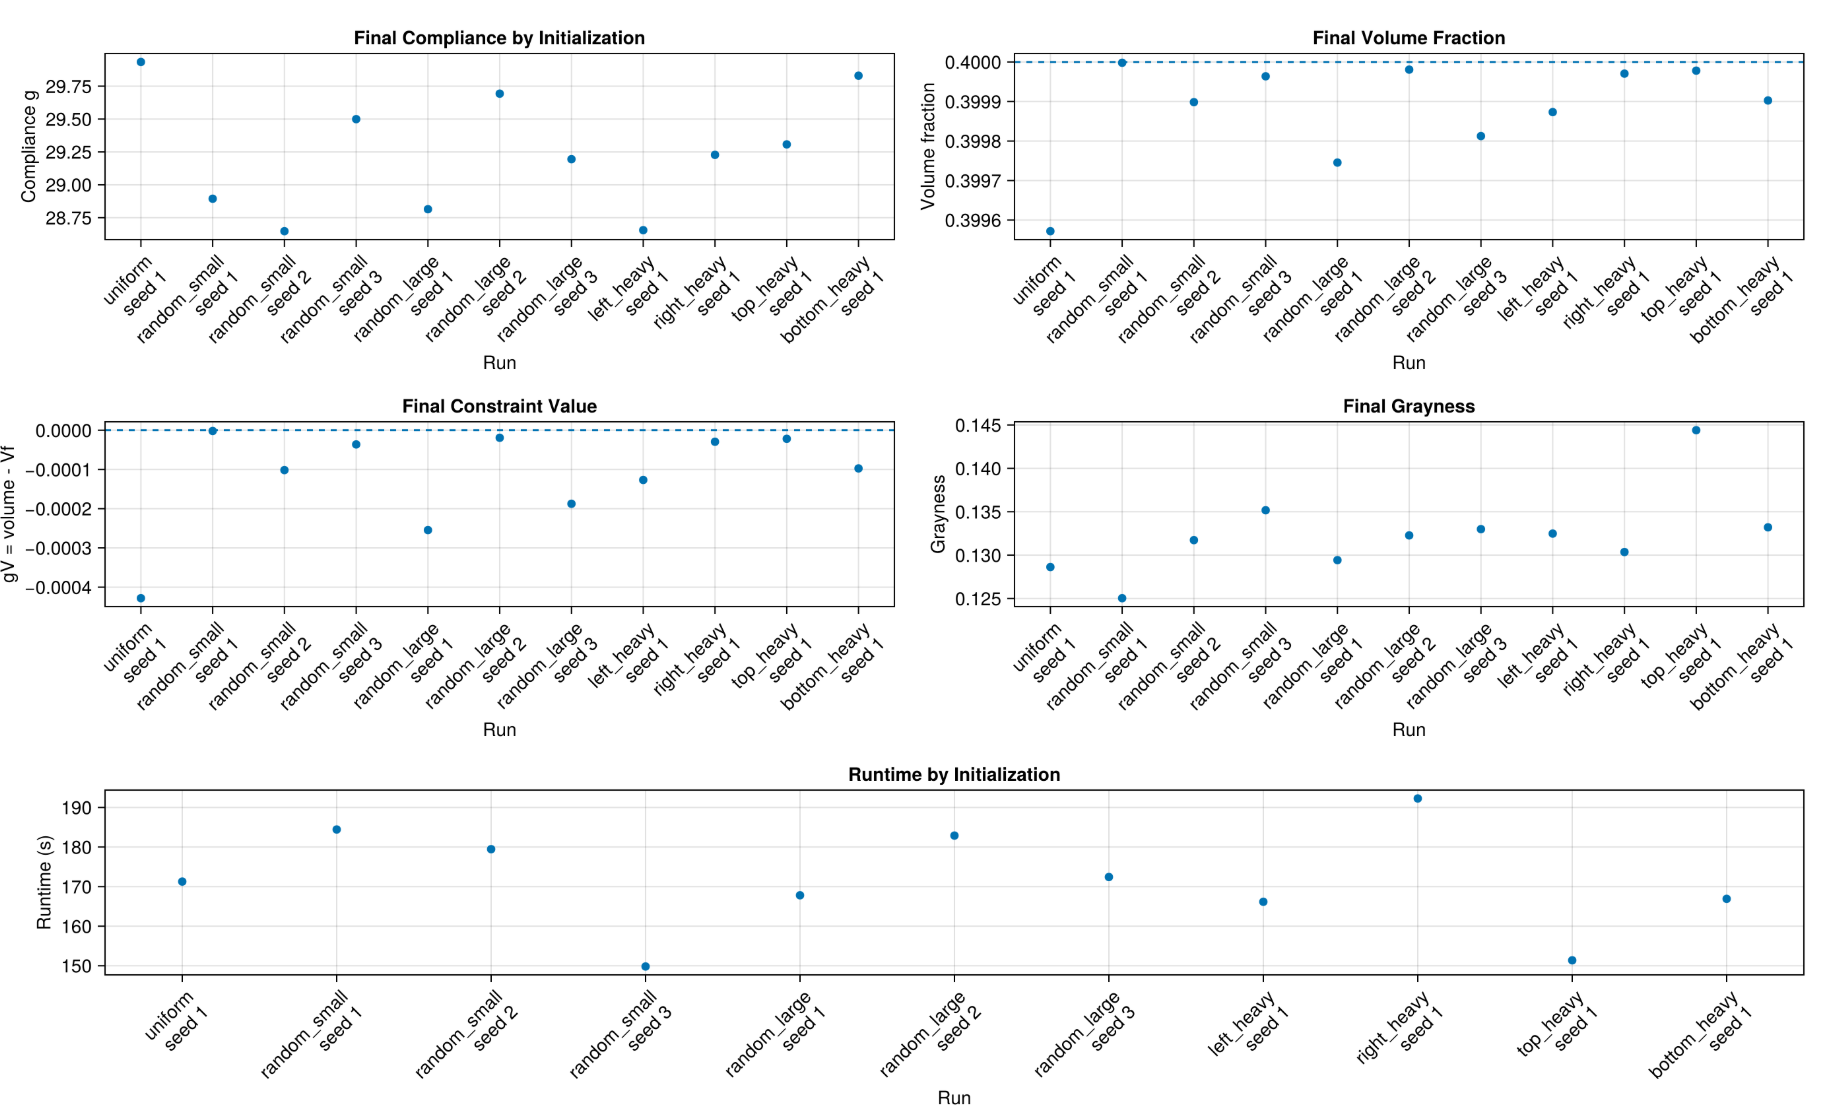 Final Compliance by Initialization
Compliance g
29.75
29.50
29.25
29.00
28.75
uniform
seed 1
random_small
seed 1
random_small
seed 2
random_small
seed 3
random_large
seed 1
random_large
seed 2
random_large
seed 3
left_heavy
seed 1
right_heavy
seed 1
top_heavy
seed 1
bottom_heavy
seed 1
Run
Final Volume Fraction
Volume fraction
0.4000
0.3999
0.3998
0.3997
0.3996
uniform
seed 1
random_small
seed 1
random_small
seed 2
random_small
seed 3
random_large
seed 1
random_large
seed 2
random_large
seed 3
left_heavy
seed 1
right_heavy
seed 1
top_heavy
seed 1
bottom_heavy
seed 1
Run
Final Constraint Value
gV = volume - Vf
0.0000
−0.0001
−0.0002
−0.0003
−0.0004
uniform
seed 1
random_small
seed 1
random_small
seed 2
random_small
seed 3
random_large
seed 1
random_large
seed 2
random_large
seed 3
left_heavy
seed 1
right_heavy
seed 1
top_heavy
seed 1
bottom_heavy
seed 1
Run
Final Grayness
Grayness
0.145
0.140
0.135
0.130
0.125
uniform
seed 1
random_small
seed 1
random_small
seed 2
random_small
seed 3
random_large
seed 1
random_large
seed 2
random_large
seed 3
left_heavy
seed 1
right_heavy
seed 1
top_heavy
seed 1
bottom_heavy
seed 1
Run
Runtime by Initialization
Runtime (s)
190
180
170
160
150
uniform
seed 1
random_small
seed 1
random_small
seed 2
random_small
seed 3
random_large
seed 1
random_large
seed 2
random_large
seed 3
left_heavy
seed 1
right_heavy
seed 1
top_heavy
seed 1
bottom_heavy
seed 1
Run